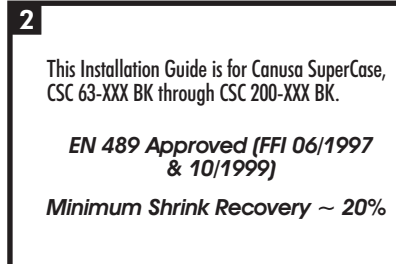 2
This Installation Guide is for Canusa SuperCase,
CSC 63-XXX BK through CSC 200-XXX BK.
EN 489 Approved (FFI 06/1997
& 10/1999)
Minimum Shrink Recovery ~ 20%